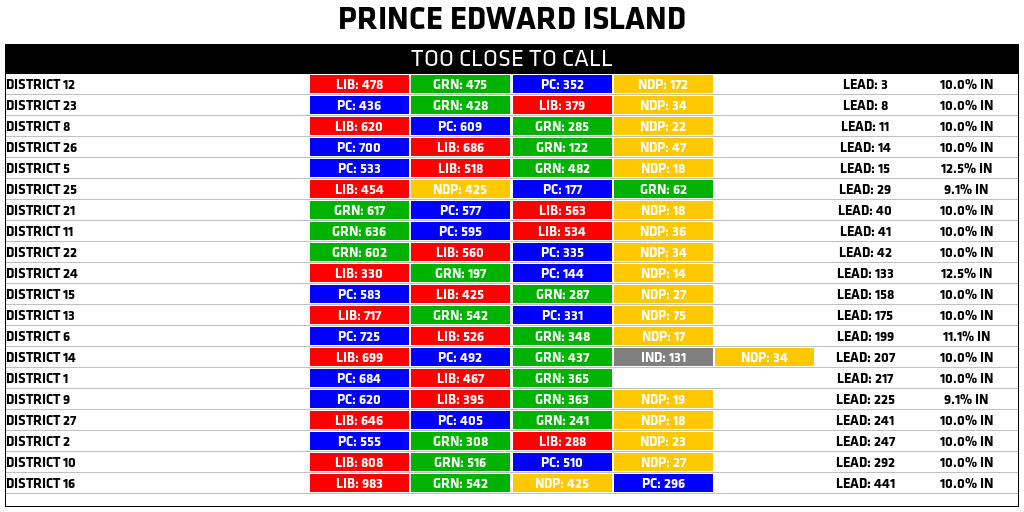 PRINCE EDWARD ISLAND
TOO CLOSE TO CALL
DISTRICT 12 LIB: 478 GRN: 475 PC: 352 NDP: 172 LEAD: 3 10.0% IN
DISTRICT 23 PC: 436 GRN: 428 LIB: 379 NDP: 34 LEAD: 8 10.0% IN
DISTRICT 8 LIB: 620 PC: 609 GRN: 285 NDP: 22 LEAD: 11 10.0% IN
DISTRICT 26 PC: 700 LIB: 686 GRN: 122 NDP: 47 LEAD: 14 10.0% IN
DISTRICT 5 PC: 533 LIB: 518 GRN: 482 NDP: 18 LEAD: 15 12.5% IN
DISTRICT 25 LIB: 454 NDP: 425 PC: 177 GRN: 62 LEAD: 29 9.1% IN
DISTRICT 21 GRN: 617 PC: 577 LIB: 563 NDP: 18 LEAD: 40 10.0% IN
DISTRICT 11 GRN: 636 PC: 595 LIB: 534 NDP: 36 LEAD: 41 10.0% IN
DISTRICT 22 GRN: 602 LIB: 560 PC: 335 NDP: 34 LEAD: 42 10.0% IN
DISTRICT 24 LIB: 330 GRN: 197 PC: 144 NDP: 14 LEAD: 133 12.5% IN
DISTRICT 15 PC: 583 LIB: 425 GRN: 287 NDP: 27 LEAD: 158 10.0% IN
DISTRICT 13 LIB: 717 GRN: 542 PC: 331 NDP: 75 LEAD: 175 10.0% IN
DISTRICT 6 PC: 725 LIB: 526 GRN: 348 NDP: 17 LEAD: 199 11.1% IN
DISTRICT 14 LIB: 699 PC: 492 GRN: 437 IND: 131 NDP: 34 LEAD: 207 10.0% IN
DISTRICT 1 PC: 684 LIB: 467 GRN: 365 LEAD: 217 10.0% IN
DISTRICT 9 PC: 620 LIB: 395 GRN: 363 NDP: 19 LEAD: 225 9.1% IN
DISTRICT 27 LIB: 646 PC: 405 GRN: 241 NDP: 18 LEAD: 241 10.0% IN
DISTRICT 2 PC: 555 GRN: 308 LIB: 288 NDP: 23 LEAD: 247 10.0% IN
DISTRICT 10 LIB: 808 GRN: 516 PC: 510 NDP: 27 LEAD: 292 10.0% IN
DISTRICT 16 LIB: 983 GRN: 542 NDP: 425 PC: 296 LEAD: 441 10.0% IN